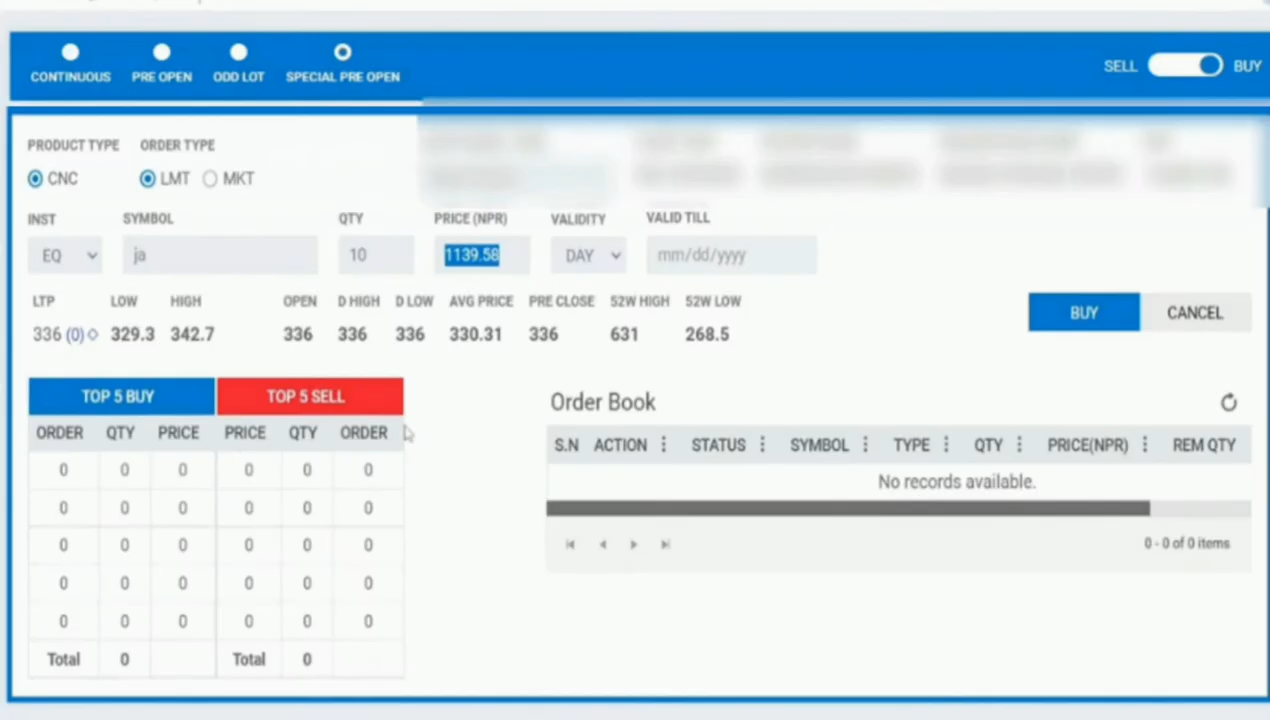 CONTINUOUS PRE OPEN ODD LOT SPECIAL PRE OPEN SELL BUY
PRODUCT TYPE ORDER TYPE
CNC LMT MKT
INST SYMBOL QTY PRICE (NPR) VALIDITY VALID TILL
EQ ja 10 1139.58 DAY mm/dd/yyyy
LTP LOW HIGH OPEN D HIGH D LOW AVG PRICE PRE CLOSE 52W HIGH 52W LOW
336 (0) 329.3 342.7 336 336 336 330.31 336 631 268.5
BUY CANCEL
TOP 5 BUY TOP 5 SELL
ORDER QTY PRICE PRICE QTY ORDER
0 0 0 0 0 0
0 0 0 0 0 0
0 0 0 0 0 0
0 0 0 0 0 0
0 0 0 0 0 0
Total 0 Total 0
Order Book
S.N ACTION STATUS SYMBOL TYPE QTY PRICE(NPR) REM QTY
No records available.
0 - 0 of 0 items